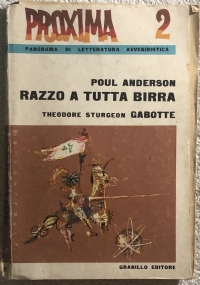 PROXIMA 2
PANORAMA DI LETTERATURA AVVENIRISTICA
POUL ANDERSON
RAZZO A TUTTA BIRRA
THEODORE STURGEON GABOTTE
GRANILLO EDITORE